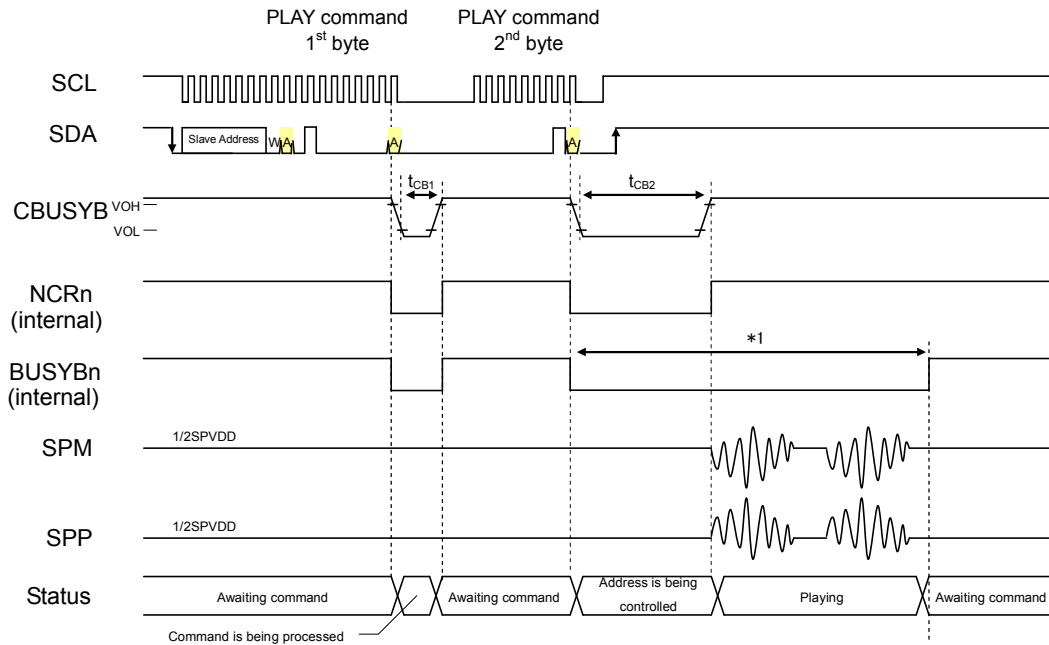 PLAY command
1st byte
PLAY command
2nd byte
SCL
SDA
Slave Address W A A A
tCB1 tCB2
CBUSYB VOH
VOL
NCRn
(internal)
*1
BUSYBn
(internal)
SPM 1/2SPVDD
SPP 1/2SPVDD
Status Awaiting command Awaiting command Address is being
controlled Playing Awaiting command
Command is being processed